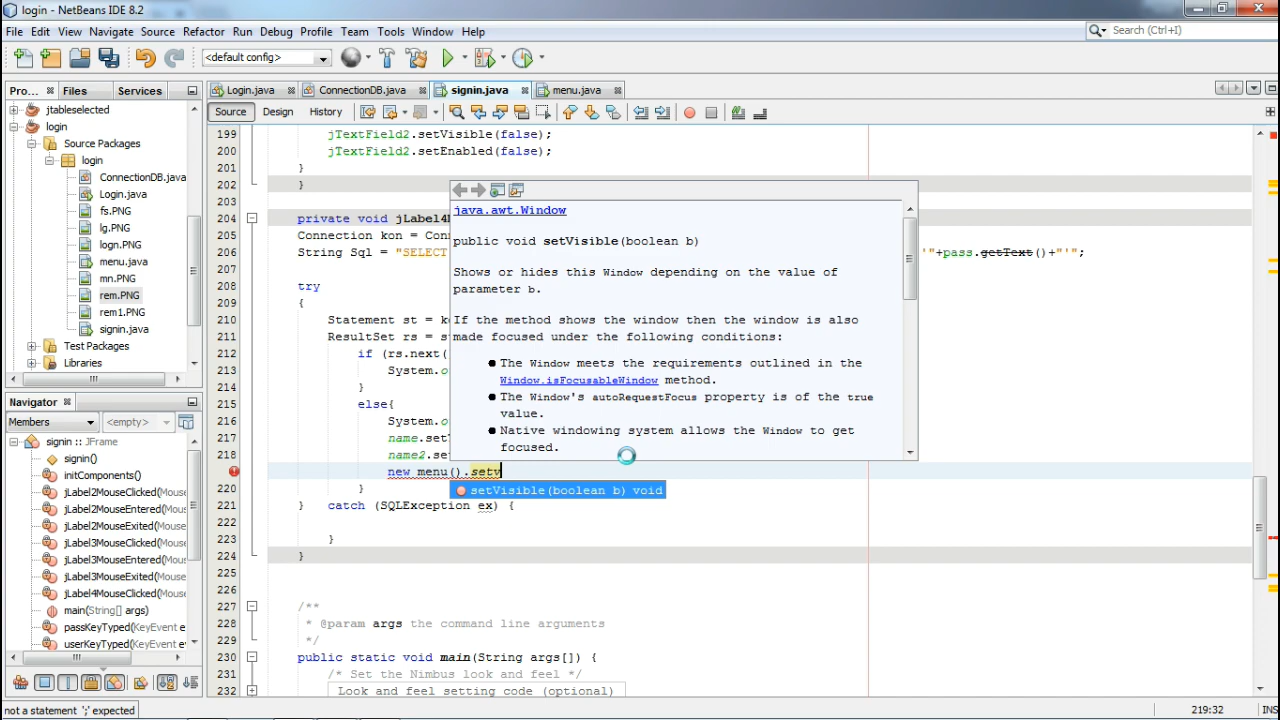 login - NetBeans IDE 8.2
File Edit View Navigate Source Refactor Run Debug Profile Team Tools Window Help
Search (Ctrl+I)
<default config>
Pro... Files Services
Login.java ConnectionDB.java signin.java menu.java
Source Design History
jtableselected
login
Source Packages
login
ConnectionDB.java
Login.java
fs.PNG
lg.PNG
logn.PNG
menu.java
mn.PNG
rem.PNG
rem1.PNG
signin.java
Test Packages
Libraries
Navigator
Members <empty>
signin :: JFrame
signin()
initComponents()
jLabel2MouseClicked(
jLabel2MouseEntered(
jLabel2MouseExited(
jLabel3MouseClicked(
jLabel3MouseEntered(
jLabel3MouseExited(
jLabel4MouseClicked(
main(String[] args)
passKeyTyped(KeyEvent
userKeyTyped(KeyEvent e
199 jTextField2.setVisible(false);
200 jTextField2.setEnabled(false);
201 }
202 }
203
204 private void jLabel4
205 Connection kon = Con
206 String Sql = "SELECT '"+pass.getText()+"'";
207
208 try
209 {
210 Statement st = k
211 ResultSet rs = s
212 if (rs.next(
213 System.o
214 }
215 else{
216 System.o
217 name.set
218 name2.se
new menu().setv
220 }
221 } catch (SQLException ex) {
222
223 }
224 }
225
226
227 /**
228 * @param args the command line arguments
229 */
230 public static void main(String args[]) {
231 /* Set the Nimbus look and feel */
232 Look and feel setting code (optional)
java.awt.Window
public void setVisible(boolean b)
Shows or hides this Window depending on the value of
parameter b.
If the method shows the window then the window is also
made focused under the following conditions:
The Window meets the requirements outlined in the
Window.isFocusableWindow method.
The Window's autoRequestFocus property is of the true
value.
Native windowing system allows the Window to get
focused.
setVisible(boolean b) void
not a statement ';' expected
219:32
INS